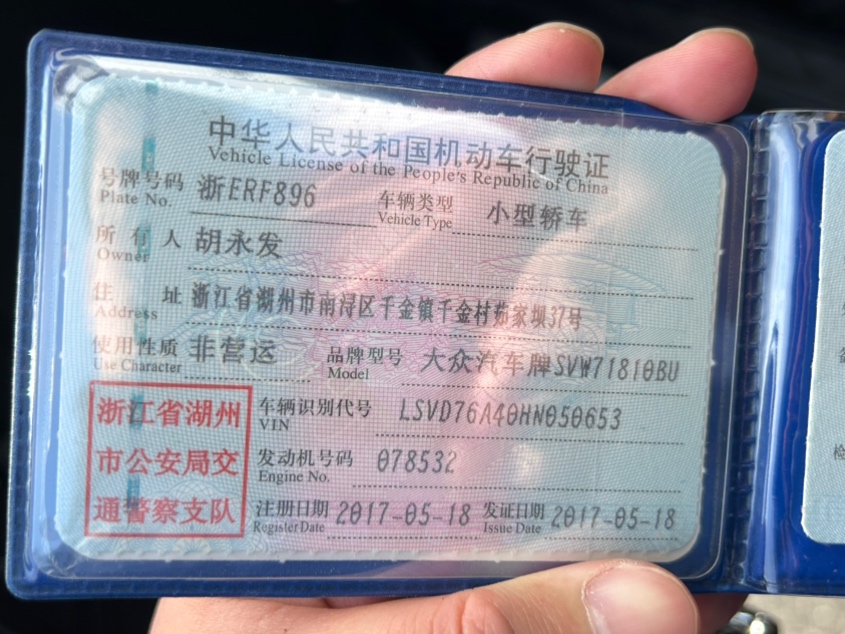 中华人民共和国机动车行驶证
Vehicle License of the People's Republic of China
号牌号码 浙ERF896 车辆类型 小型轿车
Plate No. Vehicle Type
所有人 胡永发
Owner
住址 浙江省湖州市南浔区千金镇千金村茹家坝37号
Address
使用性质 非营运 品牌型号 大众汽车牌SVW71810BU
Use Character Model
浙江省湖州 车辆识别代号 LSVD76A40HN050653
VIN
市公安局交 发动机号码 078532
Engine No.
通警察支队 注册日期 2017-05-18 发证日期 2017-05-18
Register Date Issue Date